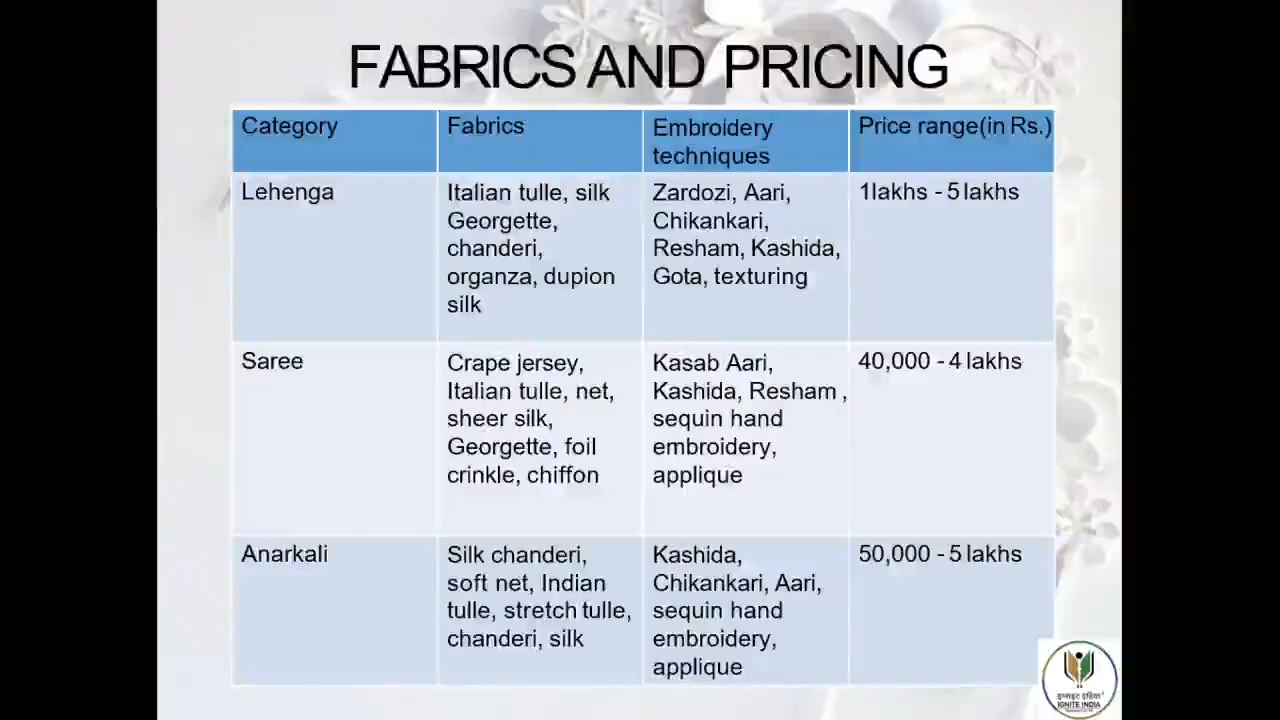 FABRICS AND PRICING
Category
Fabrics
Embroidery
techniques
Price range(in Rs.)
Lehenga
Italian tulle, silk
Georgette,
chanderi,
organza, dupion
silk
Zardozi, Aari,
Chikankari,
Resham, Kashida,
Gota, texturing
1lakhs - 5 lakhs
Saree
Crape jersey,
Italian tulle, net,
sheer silk,
Georgette, foil
crinkle, chiffon
Kasab Aari,
Kashida, Resham ,
sequin hand
embroidery,
applique
40,000 - 4 lakhs
Anarkali
Silk chanderi,
soft net, Indian
tulle, stretch tulle,
chanderi, silk
Kashida,
Chikankari, Aari,
sequin hand
embroidery,
applique
50,000 - 5 lakhs
IGNITE INDIA